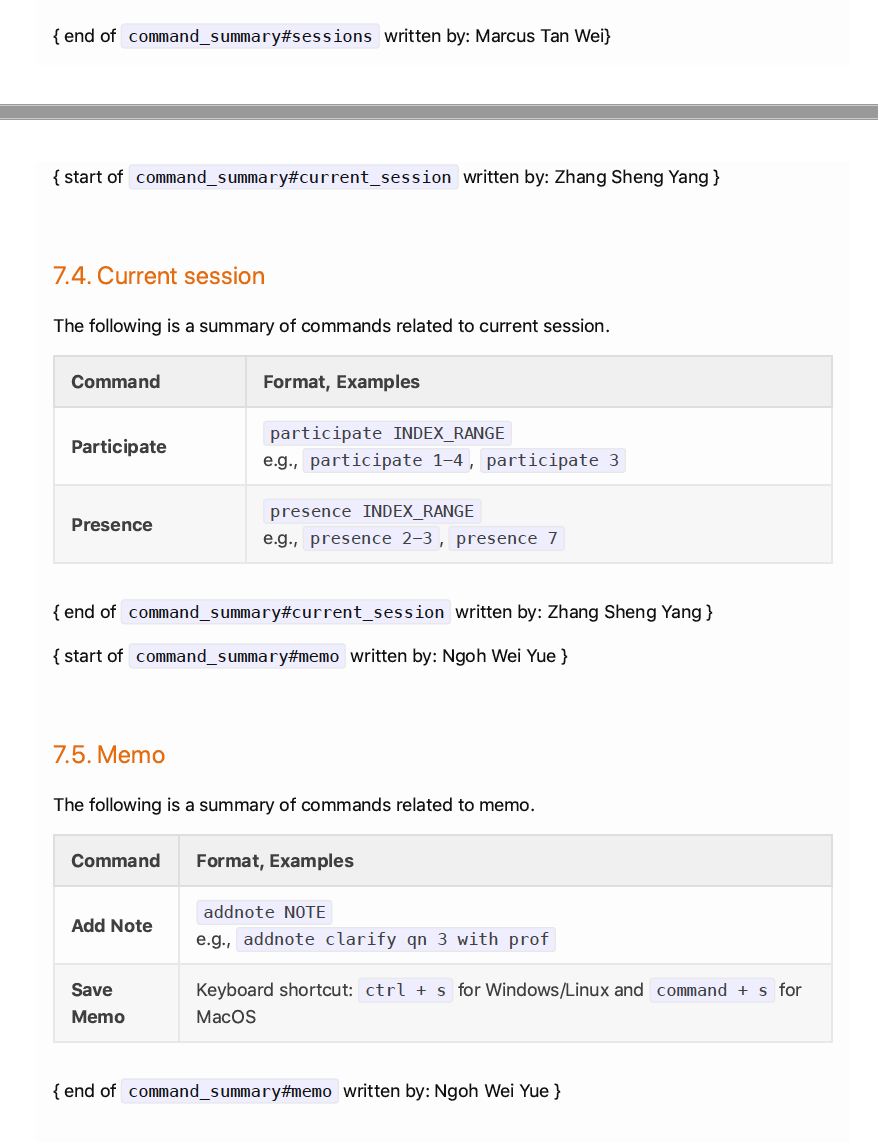 { end of command_summary#sessions written by: Marcus Tan Wei}
{ start of command_summary#current_session written by: Zhang Sheng Yang }
7.4. Current session
The following is a summary of commands related to current session.
Command Format, Examples
Participate
participate INDEX_RANGE
e.g., participate 1–4 , participate 3
Presence
presence INDEX_RANGE
e.g., presence 2–3 , presence 7
{ end of command_summary#current_session written by: Zhang Sheng Yang }
{ start of command_summary#memo written by: Ngoh Wei Yue }
7.5. Memo
The following is a summary of commands related to memo.
Command Format, Examples
Add Note
addnote NOTE
e.g., addnote clarify qn 3 with prof
Save
Memo
Keyboard shortcut: ctrl + s for Windows/Linux and command + s for
MacOS
{ end of command_summary#memo written by: Ngoh Wei Yue }